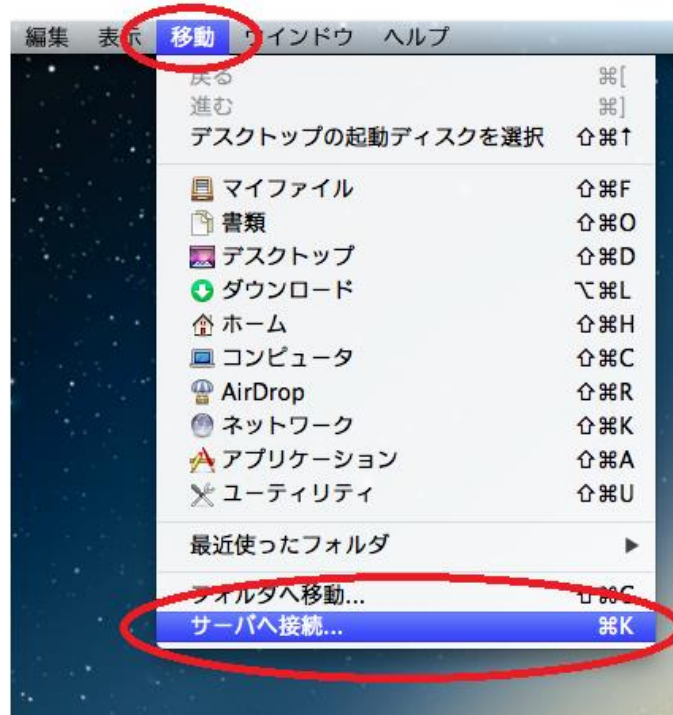 編集 表示 移動 ウインドウ ヘルプ
戻る ⌘[
進む ⌘]
デスクトップの起動ディスクを選択 ⇧⌘↑
マイファイル ⇧⌘F
書類 ⇧⌘O
デスクトップ ⇧⌘D
ダウンロード ⌥⌘L
ホーム ⇧⌘H
コンピュータ ⇧⌘C
AirDrop ⇧⌘R
ネットワーク ⇧⌘K
アプリケーション ⇧⌘A
ユーティリティ ⇧⌘U
最近使ったフォルダ ▶
フォルダへ移動... ⇧⌘G
サーバへ接続... ⌘K